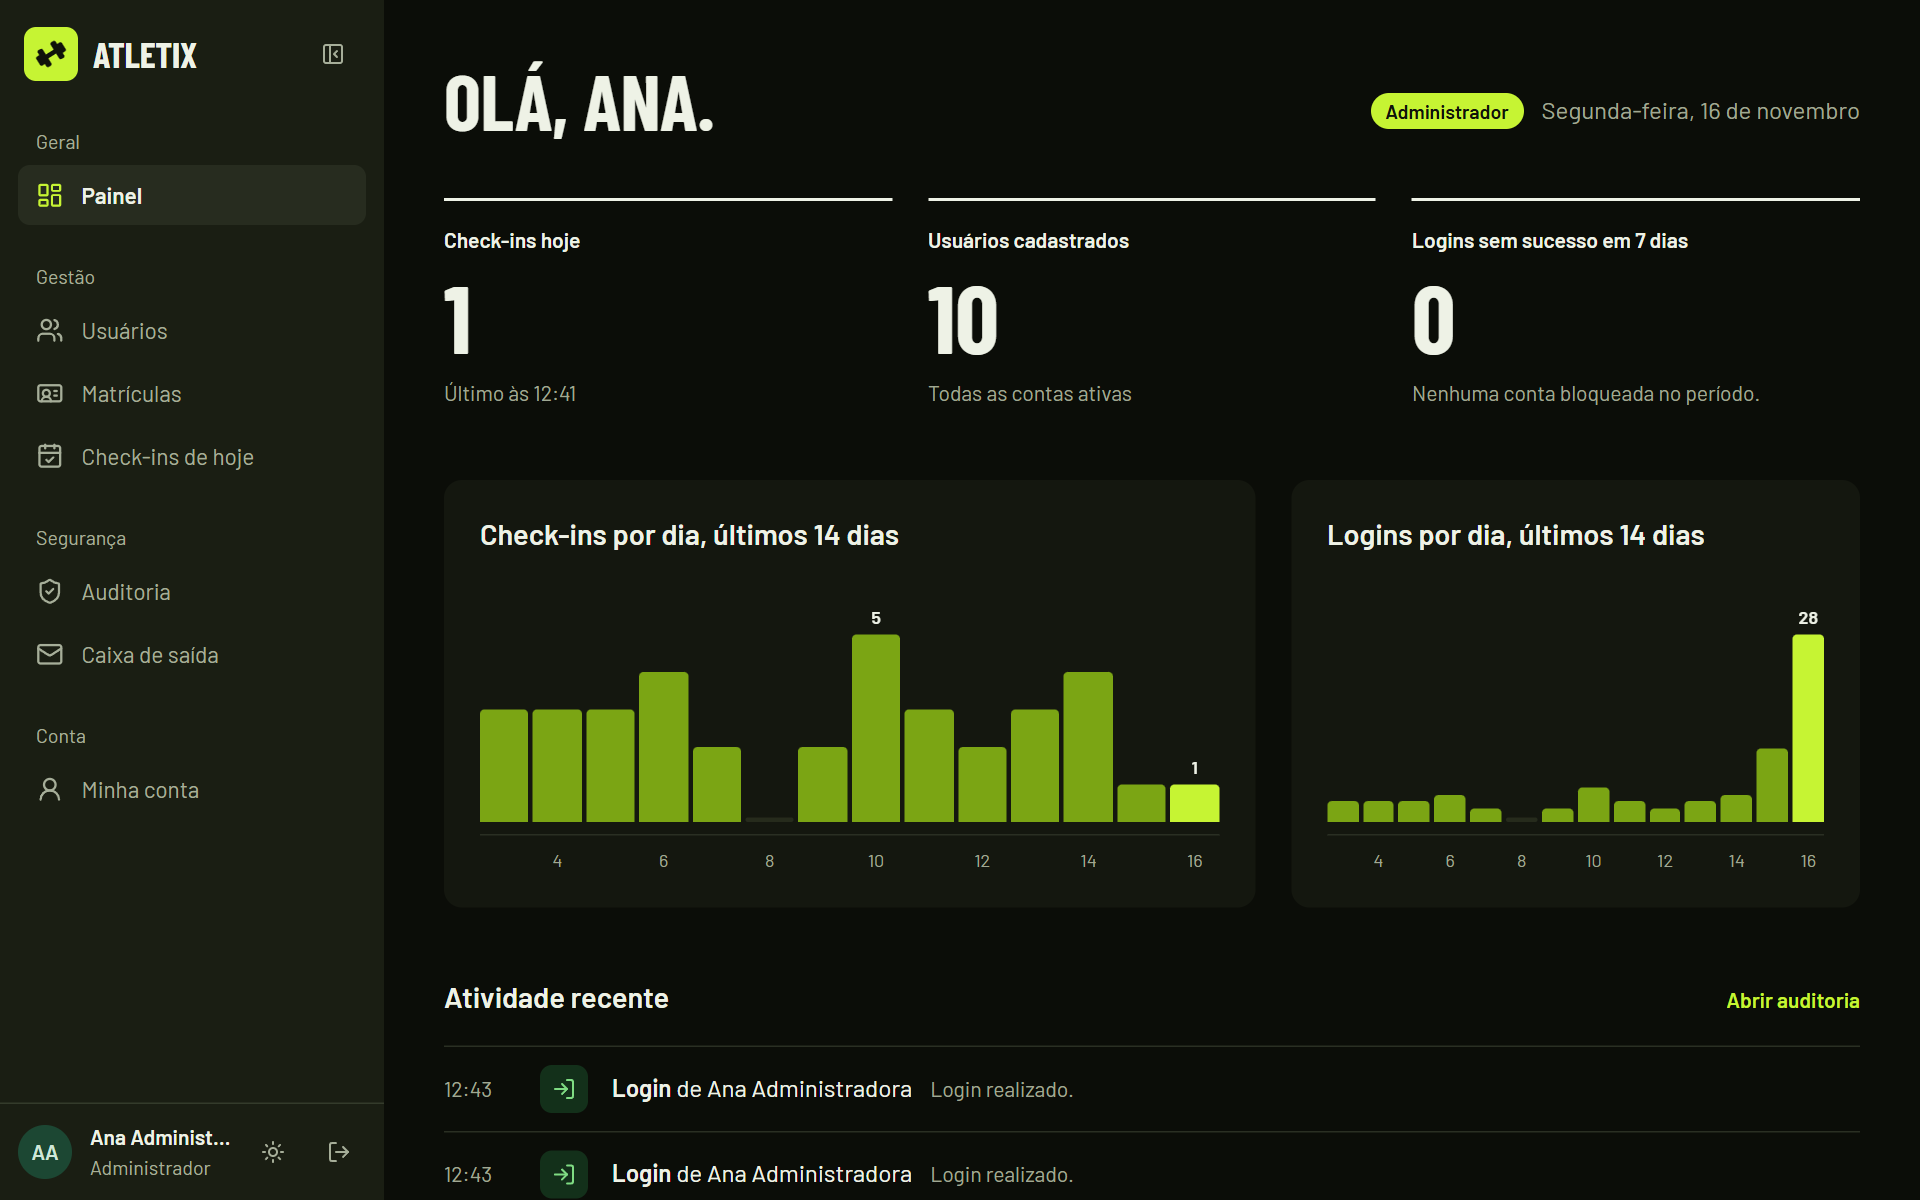 ATLETIX
Geral
Painel
Gestão
Usuários
Matrículas
Check-ins de hoje
Segurança
Auditoria
Caixa de saída
Conta
Minha conta
AA
Ana Administ...
Administrador
OLÁ, ANA.
Administrador
Segunda-feira, 16 de novembro
Check-ins hoje
1
Último às 12:41
Usuários cadastrados
10
Todas as contas ativas
Logins sem sucesso em 7 dias
0
Nenhuma conta bloqueada no período.
Check-ins por dia, últimos 14 dias
5
1
4 6 8 10 12 14 16
Logins por dia, últimos 14 dias
28
4 6 8 10 12 14 16
Atividade recente
Abrir auditoria
12:43 Login de Ana Administradora Login realizado.
12:43 Login de Ana Administradora Login realizado.